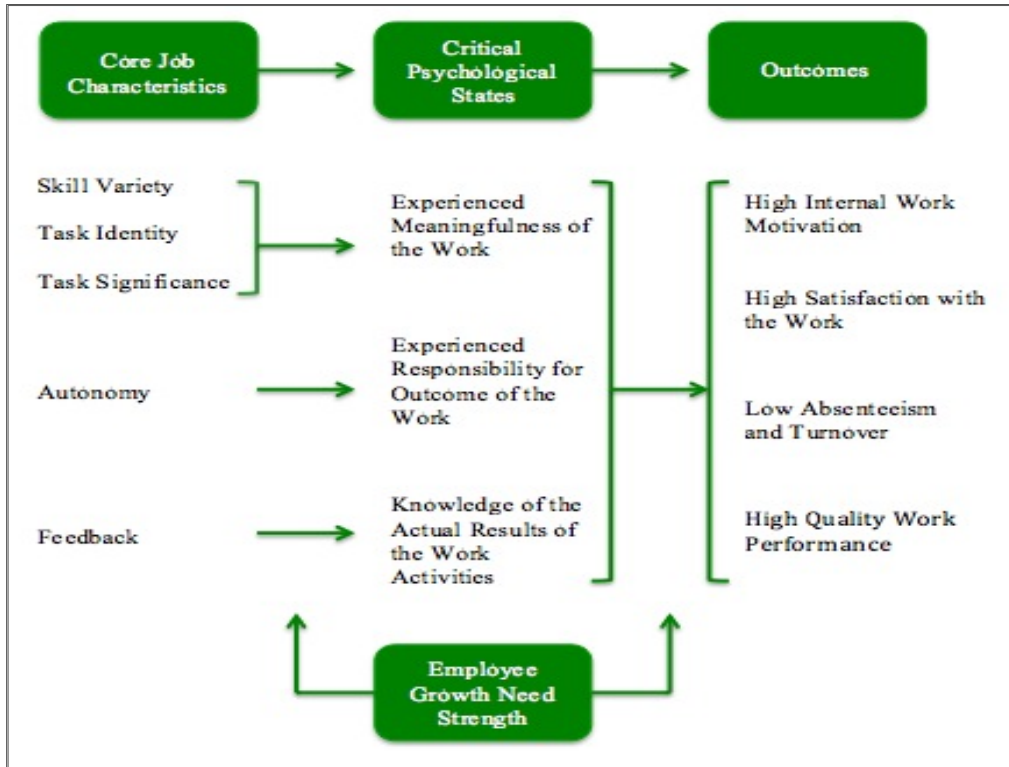 Core Job
Characteristics
Critical
Psychological
States
Outcomes
Skill Variety
Task Identity
Task Significance
Autonomy
Feedback
Experienced
Meaningfulness of
the Work
Experienced
Responsibility for
Outcome of the
Work
Knowledge of the
Actual Results of
the Work
Activities
High Internal Work
Motivation
High Satisfaction with
the Work
Low Absenteeism
and Turnover
High Quality Work
Performance
Employee
Growth Need
Strength